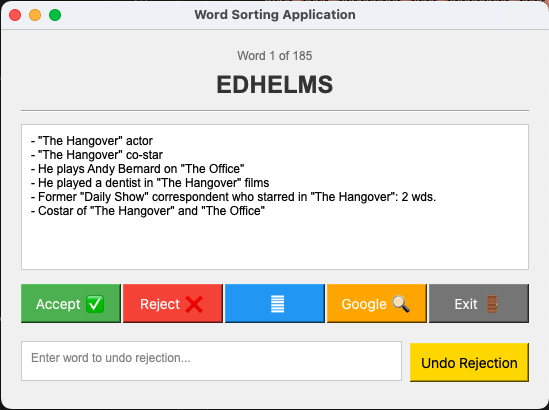 Word Sorting Application
Word 1 of 185
EDHELMS
- "The Hangover" actor
- "The Hangover" co-star
- He plays Andy Bernard on "The Office"
- He played a dentist in "The Hangover" films
- Former "Daily Show" correspondent who starred in "The Hangover": 2 wds.
- Costar of "The Hangover" and "The Office"
Accept ✅ Reject ❌ Google 🔍 Exit 🚪
Enter word to undo rejection... Undo Rejection